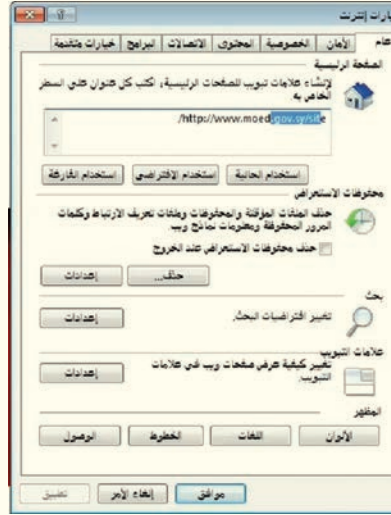 خيارات إنترنت
عام الأمان الخصوصية المحتوى الاتصالات البرامج خيارات متقدمة
الصفحة الرئيسية
لإنشاء علامات تبويب للصفحات الرئيسية، اكتب كل عنوان على السطر
الخاص به.
http://www.moed.gov.sy/site/
استخدام الحالية استخدام الافتراضي استخدام الفارغة
محفوظات الاستعراض
حذف الملفات المؤقتة والمحفوظات وملفات تعريف الارتباط وكلمات
المرور المحفوظة ومعلومات نماذج ويب.
حذف محفوظات الاستعراض عند الخروج
حذف... إعدادات
بحث
تغيير افتراضيات البحث. إعدادات
علامات التبويب
تغيير كيفية عرض صفحات ويب في علامات
التبويب. إعدادات
المظهر
الألوان اللغات الخطوط الوصول
موافق إلغاء الأمر تطبيق